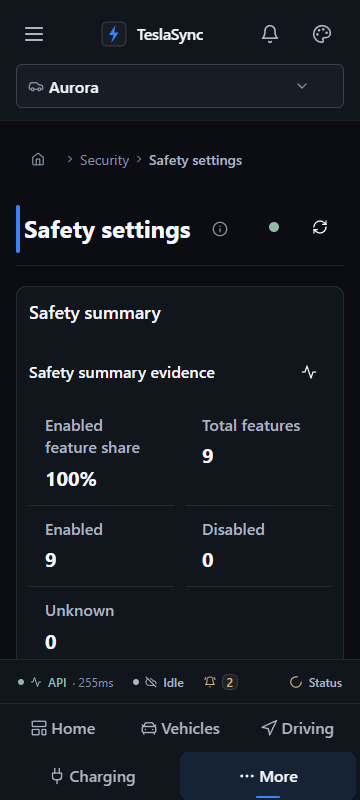 TeslaSync
Aurora
Security
Safety settings
Safety settings
Safety summary
Safety summary evidence
Enabled
feature share
100%
Total features
9
Enabled
9
Disabled
0
Unknown
0
API · 255ms
Idle
2
Status
Home
Vehicles
Driving
Charging
More